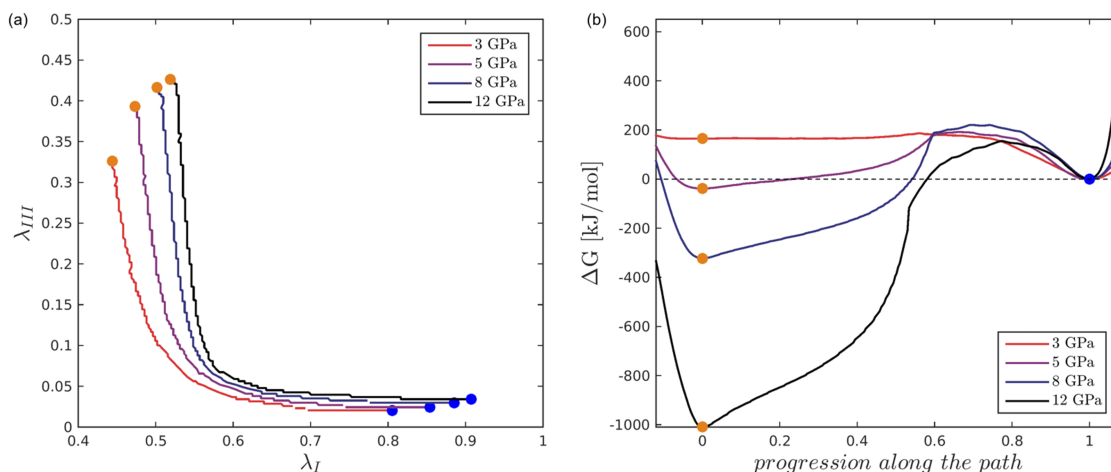 (a)
0.5
0.45
0.4
0.35
0.3
0.25
0.2
0.15
0.1
0.05
0
λ_III
0.4 0.5 0.6 0.7 0.8 0.9 1
λ_I
3 GPa
5 GPa
8 GPa
12 GPa
(b)
600
400
200
0
-200
-400
-600
-800
-1000
ΔG [kJ/mol]
0 0.2 0.4 0.6 0.8 1
progression along the path
3 GPa
5 GPa
8 GPa
12 GPa